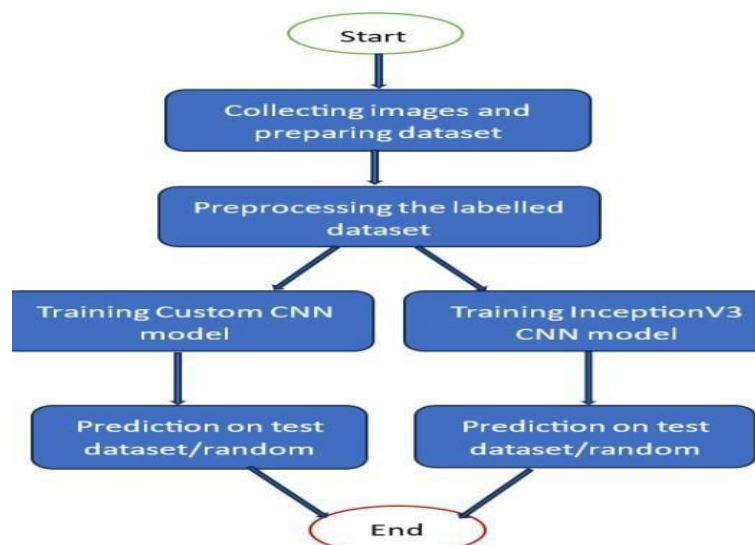 Start
Collecting images and
preparing dataset
Preprocessing the labelled
dataset
Training Custom CNN
model
Training InceptionV3
CNN model
Prediction on test
dataset/random
Prediction on test
dataset/random
End